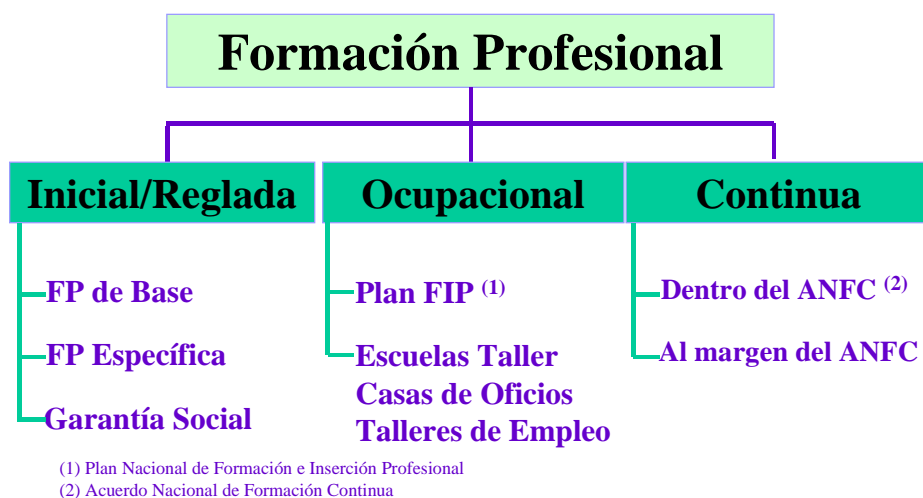 Formación Profesional
Inicial/Reglada
FP de Base
FP Específica
Garantía Social
Ocupacional
Plan FIP (1)
Escuelas Taller
Casas de Oficios
Talleres de Empleo
Continua
Dentro del ANFC (2)
Al margen del ANFC
(1) Plan Nacional de Formación e Inserción Profesional
(2) Acuerdo Nacional de Formación Continua